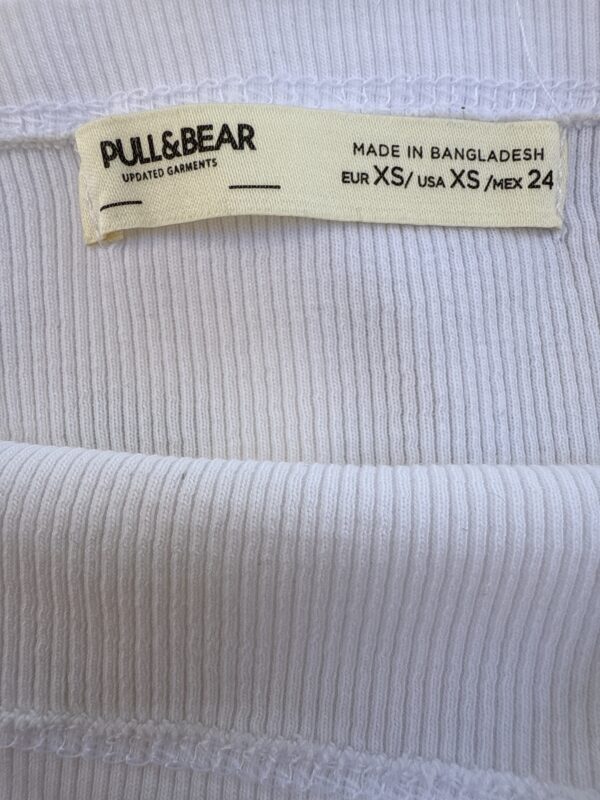 PULL&BEAR
UPDATED GARMENTS
MADE IN BANGLADESH
EUR XS/ USA XS /MEX 24